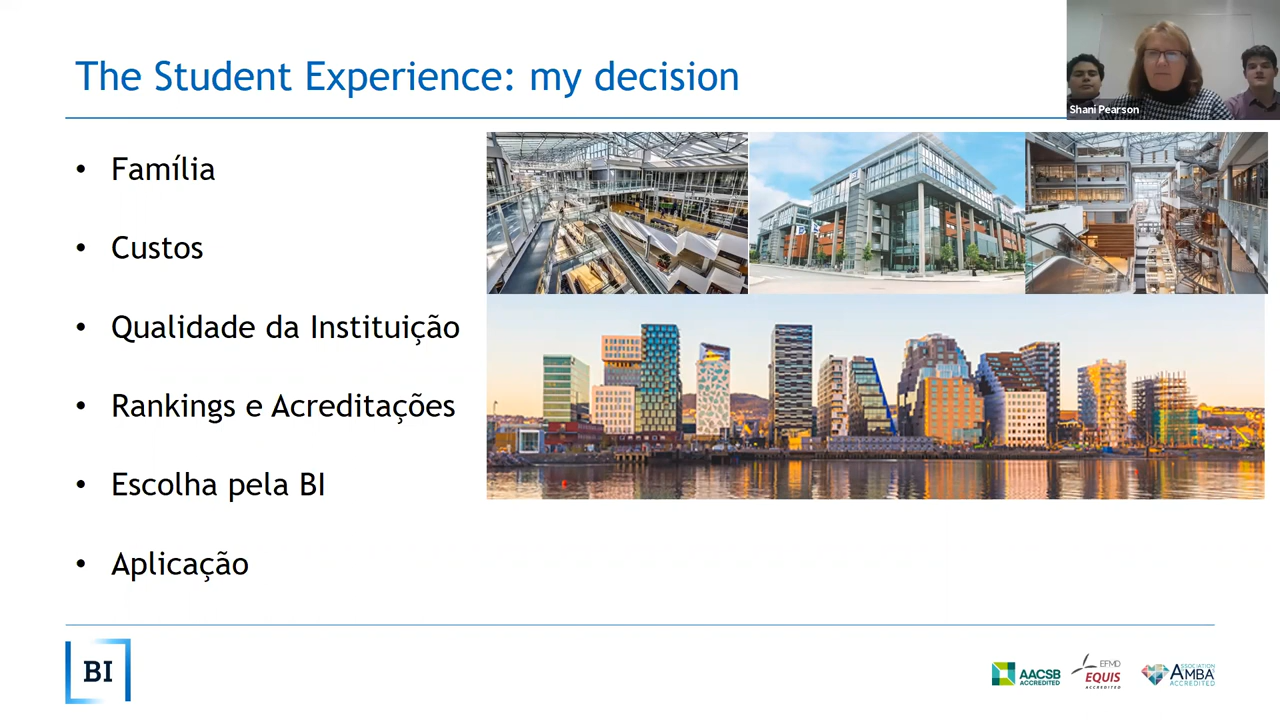 The Student Experience: my decision
Shani Pearson
• Família
• Custos
• Qualidade da Instituição
• Rankings e Acreditações
• Escolha pela BI
• Aplicação
BI
AACSB
ACCREDITED
EFMD
EQUIS
ACCREDITED
ASSOCIATION
AMBA
ACCREDITED